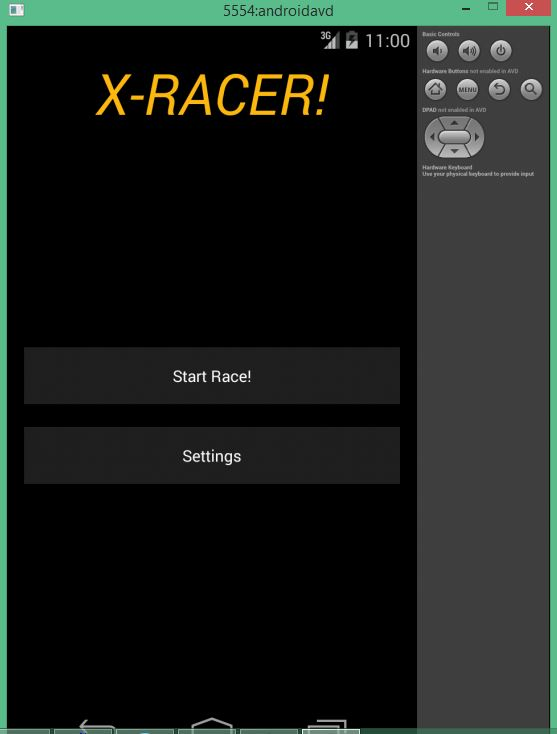 5554:androidavd
3G 11:00
X-RACER!
Start Race!
Settings
Basic Controls
Hardware Buttons not enabled in AVD
MENU
DPAD not enabled in AVD
Hardware Keyboard
Use your physical keyboard to provide input